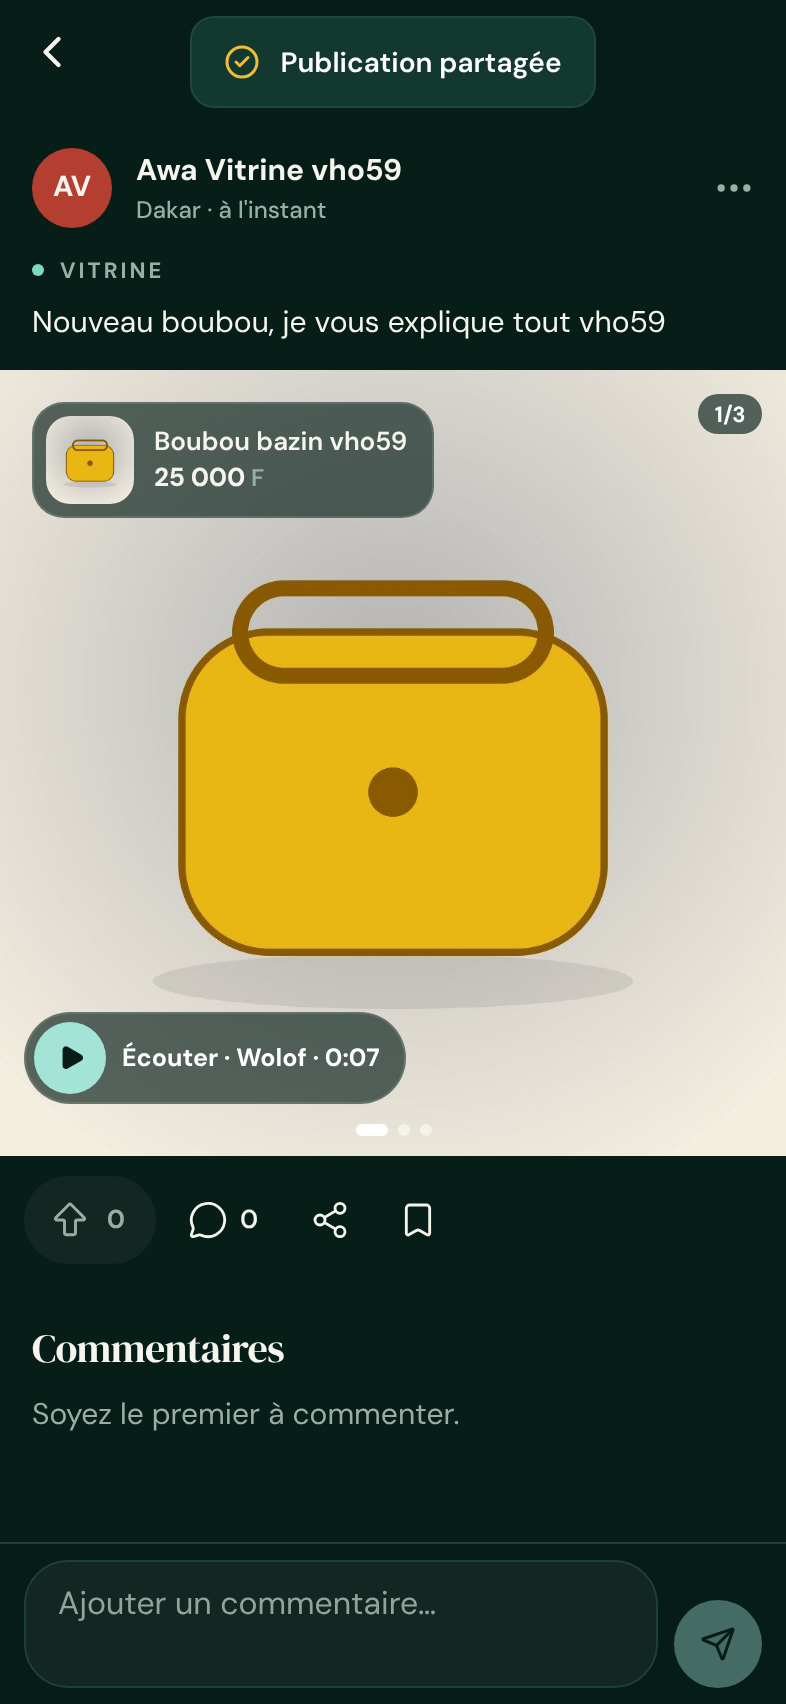 Publication partagée
AV
Awa Vitrine vho59
Dakar · à l'instant
VITRINE
Nouveau boubou, je vous explique tout vho59
Boubou bazin vho59
25 000 F
1/3
Écouter · Wolof · 0:07
0
0
Commentaires
Soyez le premier à commenter.
Ajouter un commentaire...